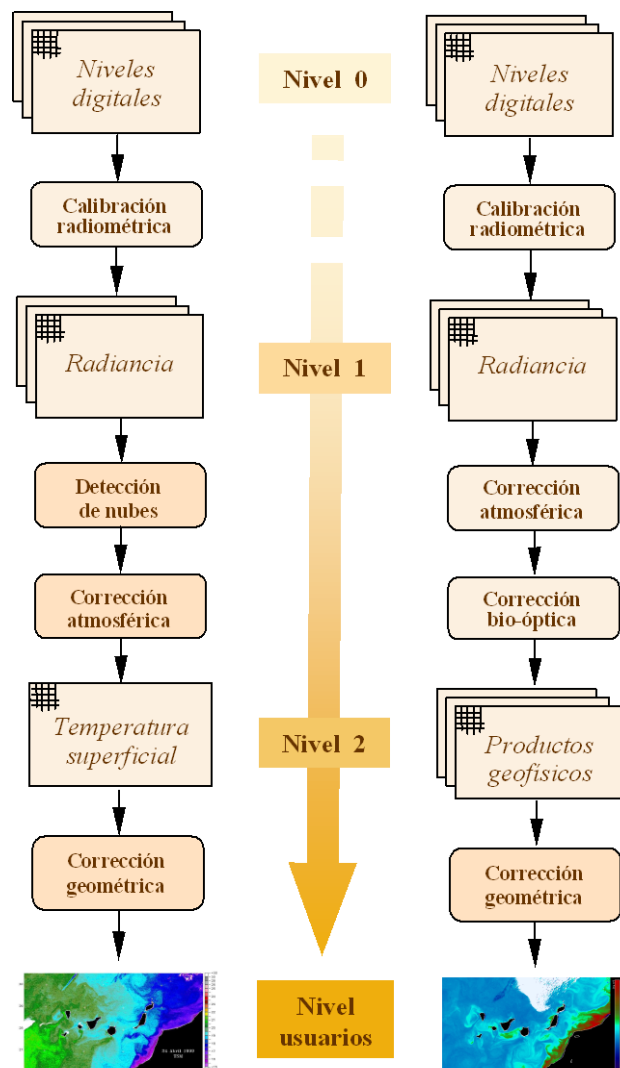 Niveles
digitales
Nivel 0
Niveles
digitales
Calibración
radiométrica
Calibración
radiométrica
Radiancia
Nivel 1
Radiancia
Detección
de nubes
Corrección
atmosférica
Corrección
atmosférica
Corrección
bio-óptica
Temperatura
superficial
Nivel 2
Productos
geofísicos
Corrección
geométrica
Corrección
geométrica
Nivel
usuarios